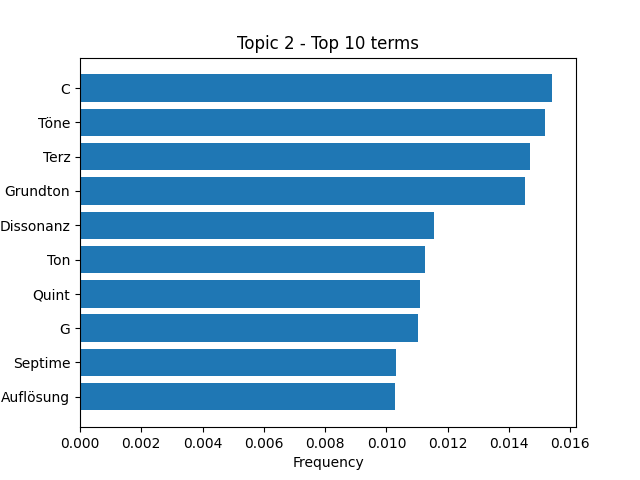 Topic 2 - Top 10 terms
C
Töne
Terz
Grundton
Dissonanz
Ton
Quint
G
Septime
Auflösung
0.000 0.002 0.004 0.006 0.008 0.010 0.012 0.014 0.016
Frequency